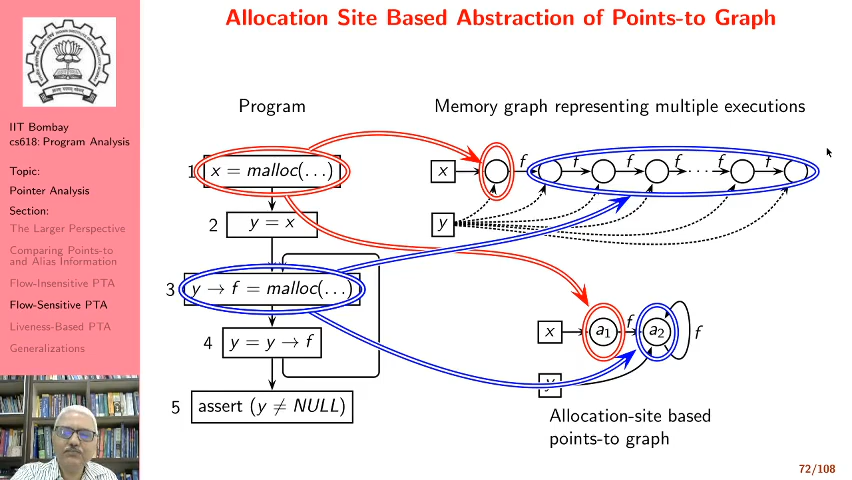 Allocation Site Based Abstraction of Points-to Graph
IIT Bombay
cs618: Program Analysis
Topic:
Pointer Analysis
Section:
The Larger Perspective
Comparing Points-to
and Alias Information
Flow-Insensitive PTA
Flow-Sensitive PTA
Liveness-Based PTA
Generalizations
Program
1 x = malloc(...)
2 y = x
3 y → f = malloc(...)
4 y = y → f
5 assert (y ≠ NULL)
Memory graph representing multiple executions
x f f f f ··· f f
y
x a₁ f a₂ f
y
Allocation-site based
points-to graph
72/108